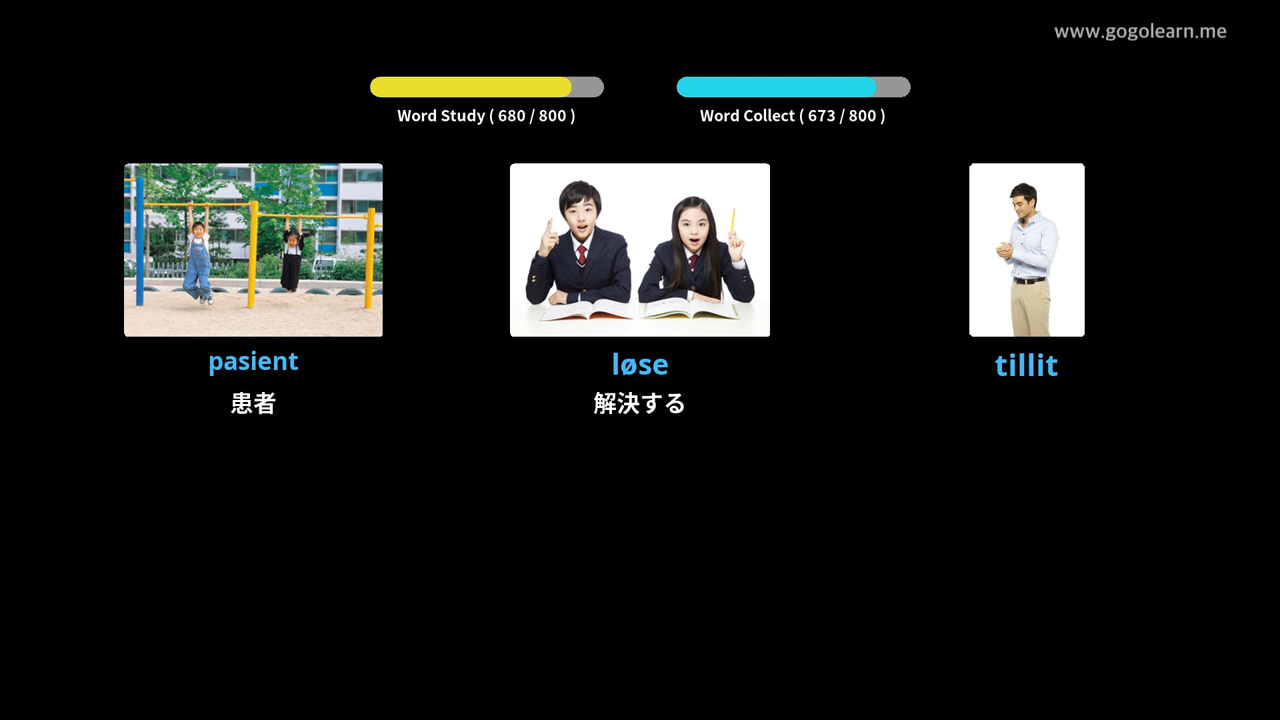 www.gogolearn.me
Word Study ( 680 / 800 )
Word Collect ( 673 / 800 )
pasient
løse
tillit
患者
解決する